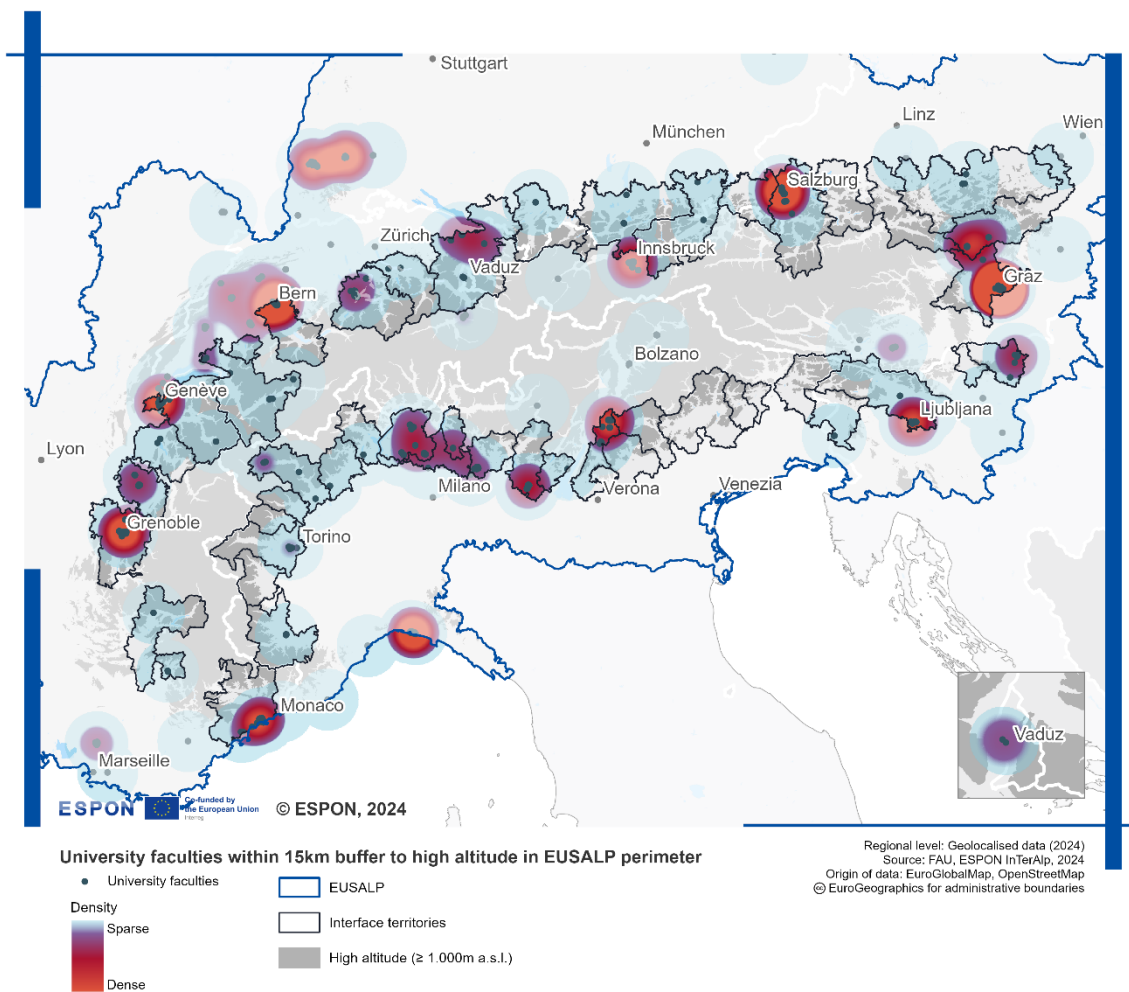 Stuttgart
Linz
Wien
München
Salzburg
Zürich
Innsbruck
Vaduz
Graz
Bern
Bolzano
Genève
Ljubljana
Lyon
Milano
Verona
Venezia
Grenoble
Torino
Monaco
Vaduz
Marseille
ESPON
Co-funded by
the European Union
Interreg
© ESPON, 2024
University faculties within 15km buffer to high altitude in EUSALP perimeter
University faculties
Density
Sparse
Dense
EUSALP
Interface territories
High altitude (≥ 1.000m a.s.l.)
Regional level: Geolocalised data (2024)
Source: FAU, ESPON InTerAlp, 2024
Origin of data: EuroGlobalMap, OpenStreetMap
cc EuroGeographics for administrative boundaries